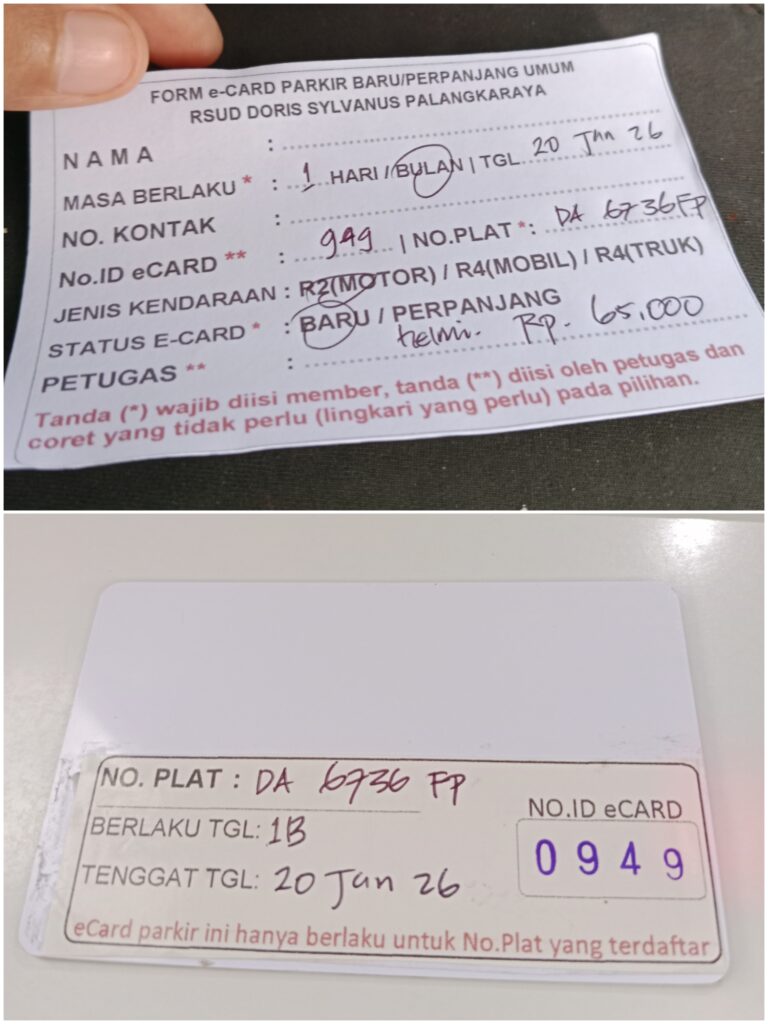 FORM e-CARD PARKIR BARU/PERPANJANG UMUM
RSUD DORIS SYLVANUS PALANGKARAYA
NAMA : 
MASA BERLAKU * : 1 HARI / BULAN | TGL 20 Jan 26
NO. KONTAK : 
No.ID eCARD ** : 949 | NO.PLAT * : DA 6736 FP
JENIS KENDARAAN : R2(MOTOR) / R4(MOBIL) / R4(TRUK)
STATUS E-CARD * : BARU / PERPANJANG
PETUGAS ** : helmi. Rp. 65.000
Tanda (*) wajib diisi member, tanda (**) diisi oleh petugas dan
coret yang tidak perlu (lingkari yang perlu) pada pilihan.
NO. PLAT : DA 6736 FP
BERLAKU TGL: 1B
TENGGAT TGL: 20 Jan 26
NO.ID eCARD
0949
eCard parkir ini hanya berlaku untuk No.Plat yang terdaftar